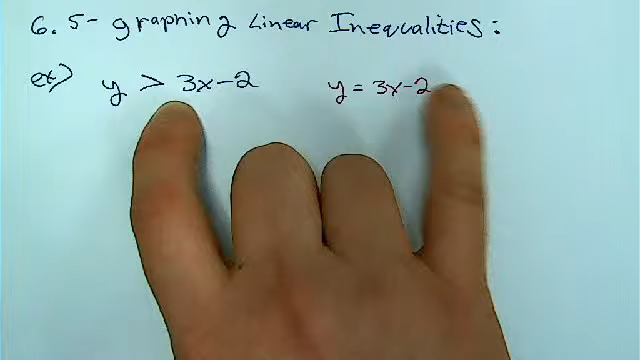 6.5- graphing Linear Inequalities:
ex) y > 3x-2 y = 3x-2